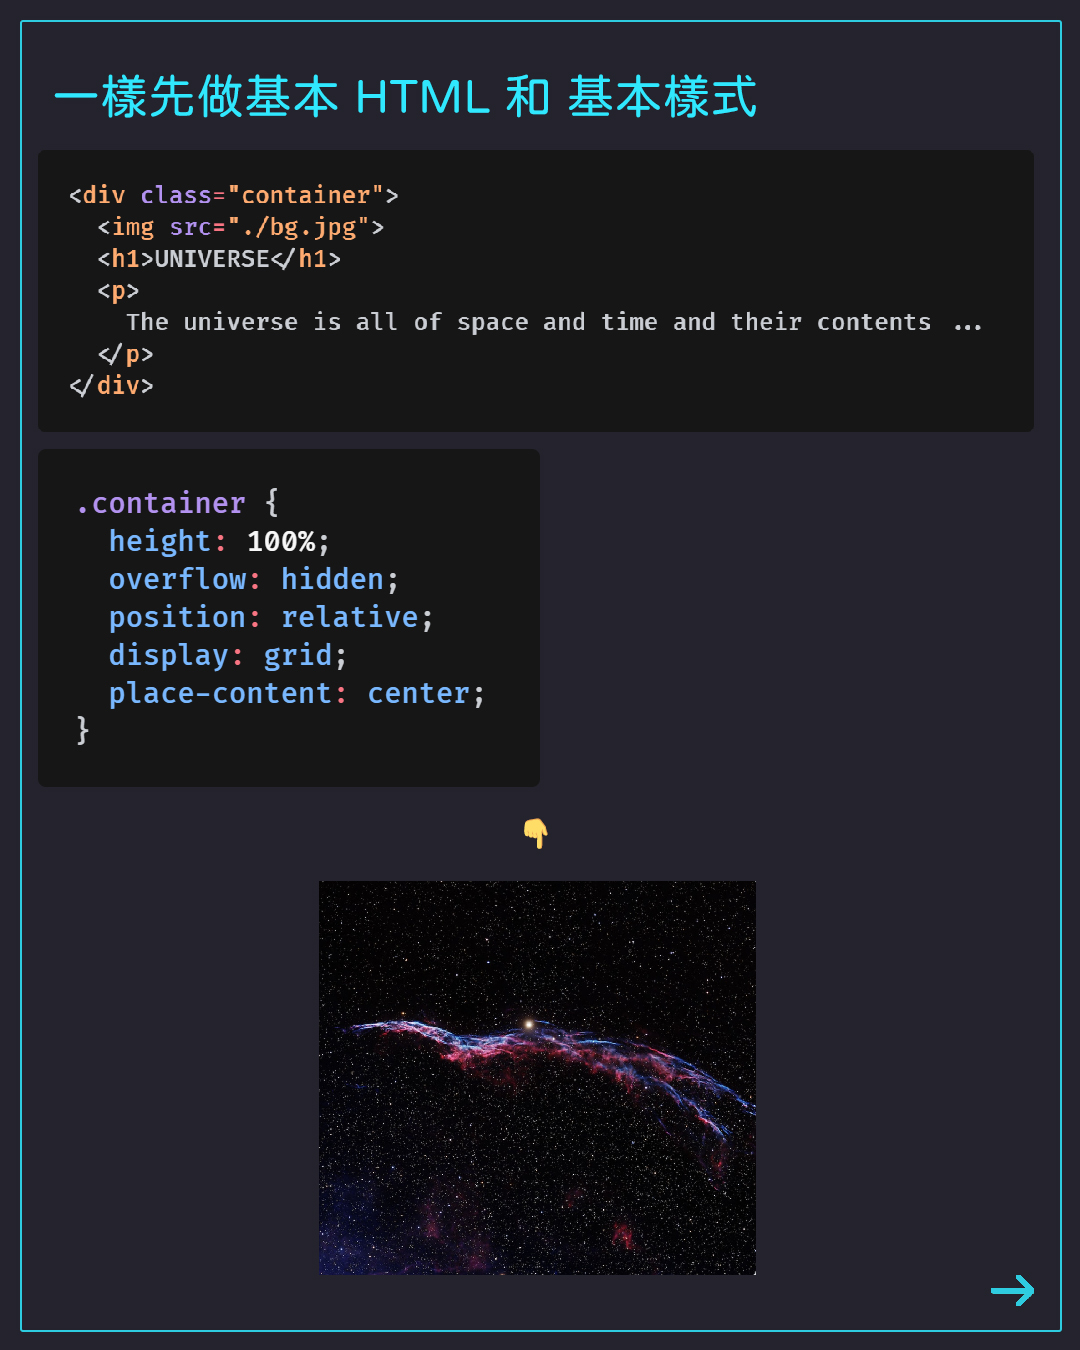 一樣先做基本 HTML 和 基本樣式
<div class="container">
  <img src="./bg.jpg">
  <h1>UNIVERSE</h1>
  <p>
    The universe is all of space and time and their contents ...
  </p>
</div>
.container {
  height: 100%;
  overflow: hidden;
  position: relative;
  display: grid;
  place-content: center;
}